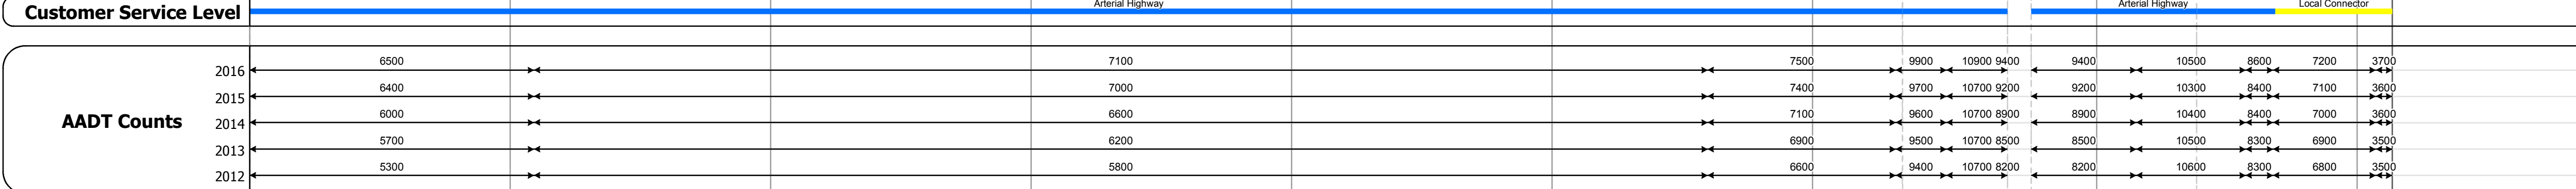 Arterial Highway Arterial Highway Local Connector
Customer Service Level
2016 6500 7100 7500 9900 10900 9400 9400 10500 8600 7200 3700
2015 6400 7000 7400 9700 10700 9200 9200 10300 8400 7100 3600
AADT Counts
2014 6000 6600 7100 9600 10700 8900 8900 10400 8400 7000 3600
2013 5700 6200 6900 9500 10700 8500 8500 10500 8300 6900 3500
2012 5300 5800 6600 9400 10700 8200 8200 10600 8300 6800 3500